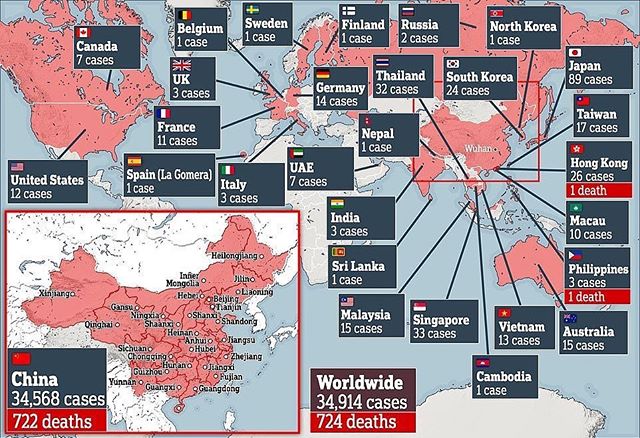 Canada
7 cases
Belgium
1 case
Sweden
1 case
Finland
1 case
Russia
2 cases
North Korea
1 case
UK
3 cases
Germany
14 cases
Thailand
32 cases
South Korea
24 cases
Japan
89 cases
France
11 cases
Nepal
1 case
Taiwan
17 cases
Wuhan
United States
12 cases
Spain (La Gomera)
1 case
Italy
3 cases
UAE
7 cases
Hong Kong
26 cases
1 death
India
3 cases
Macau
10 cases
Sri Lanka
1 case
Philippines
3 cases
1 death
Malaysia
15 cases
Singapore
33 cases
Vietnam
13 cases
Australia
15 cases
Cambodia
1 case
Heilongjiang
Inner
Mongolia
Jilin
Xinjiang
Hebei
Liaoning
Beijing
Tianjin
Gansu
Ningxia
Shanxi
Qinghai
Shaanxi
Shandong
Heinan
Jiangsu
Anhui
Sichuan
Hubei
Chongqing
Zhejiang
Hunan
Jiangxi
Guizhou
Fujian
Yunnan
Guangxi
Guangdong
China
34,568 cases
722 deaths
Worldwide
34,914 cases
724 deaths